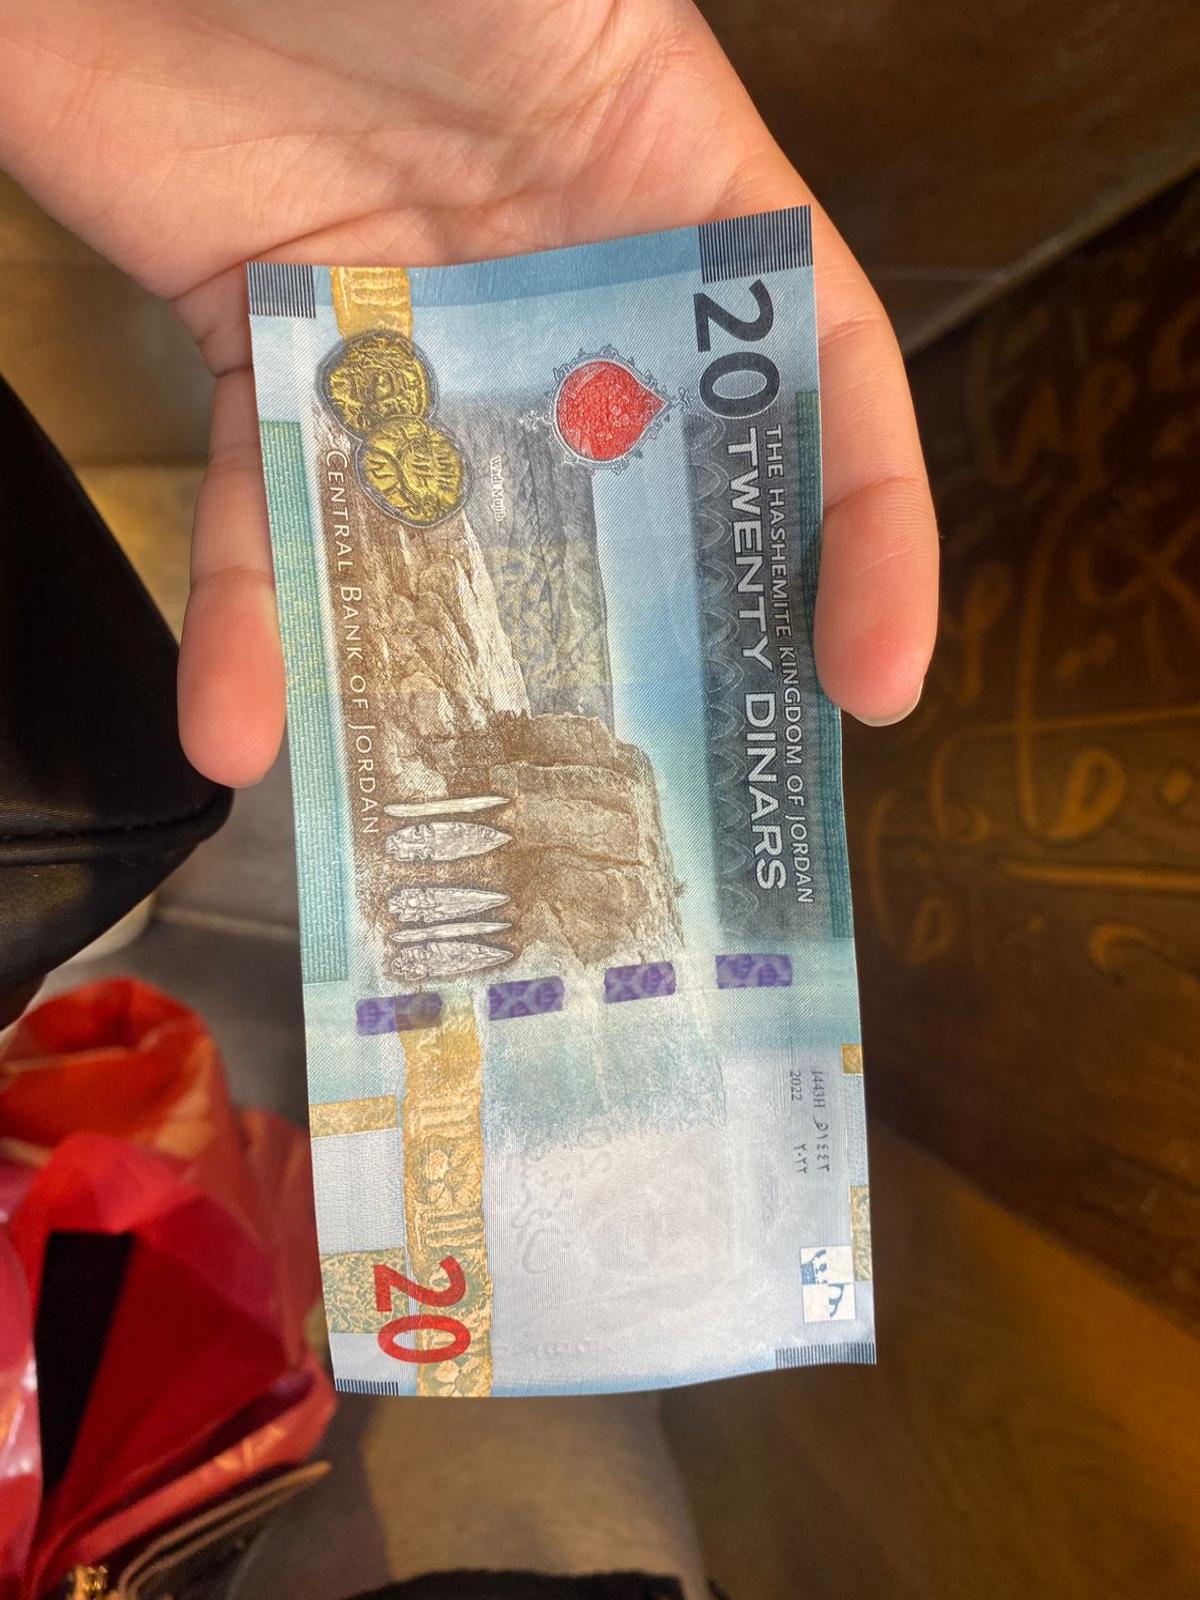 20
THE HASHEMITE KINGDOM OF JORDAN
TWENTY DINARS
Wadi Mujib
CENTRAL BANK OF JORDAN
1443H ١٤٤٣هـ
2022 ٢٠٢٢
20